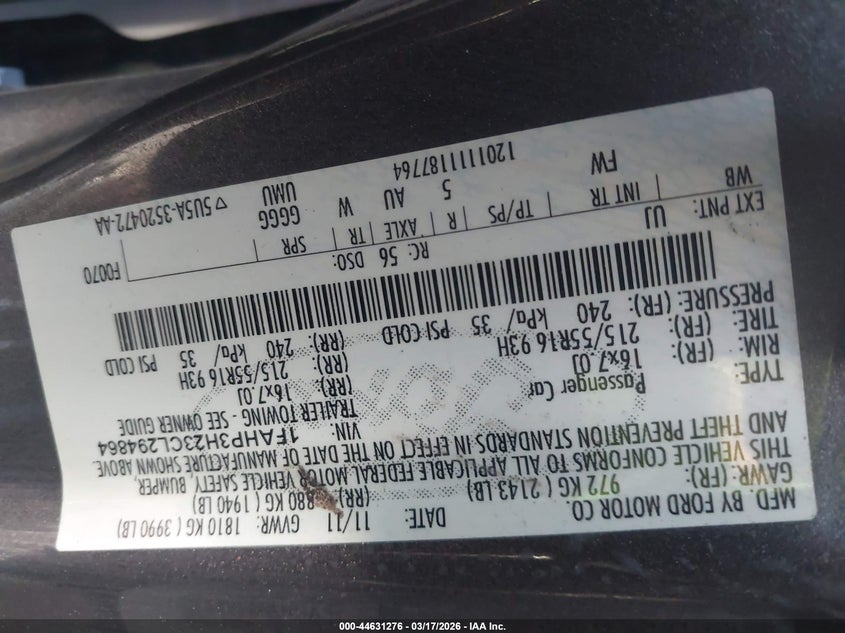 MFD. BY FORD MOTOR CO. DATE: 11/11 GVWR: 1810 KG ( 3990 LB)
GAWR: (FR): 972 KG ( 2143 LB) (RR): 880 KG ( 1940 LB)
THIS VEHICLE CONFORMS TO ALL APPLICABLE FEDERAL MOTOR VEHICLE SAFETY, BUMPER,
AND THEFT PREVENTION STANDARDS IN EFFECT ON THE DATE OF MANUFACTURE SHOWN ABOVE.
VIN: 1FAHP3H23CL294864
TYPE: Passenger Car TRAILER TOWING - SEE OWNER GUIDE
RIM: (FR): 16x7.0J (RR): 16x7.0J
TIRE: (FR): 215/55R16 93H (RR): 215/55R16 93H
PRESSURE: (FR): 240 kPa/ 35 PSI COLD (RR): 240 kPa/ 35 PSI COLD
EXT PNT: UJ RC: 56 DSO: F0070
WB INT TR TP/PS R AXLE TR SPR
FW 5 AU W GGGG
UMU
120111187764 ▽5U5A-3520472-AA
000-44631276 - 03/17/2026 - IAA Inc.